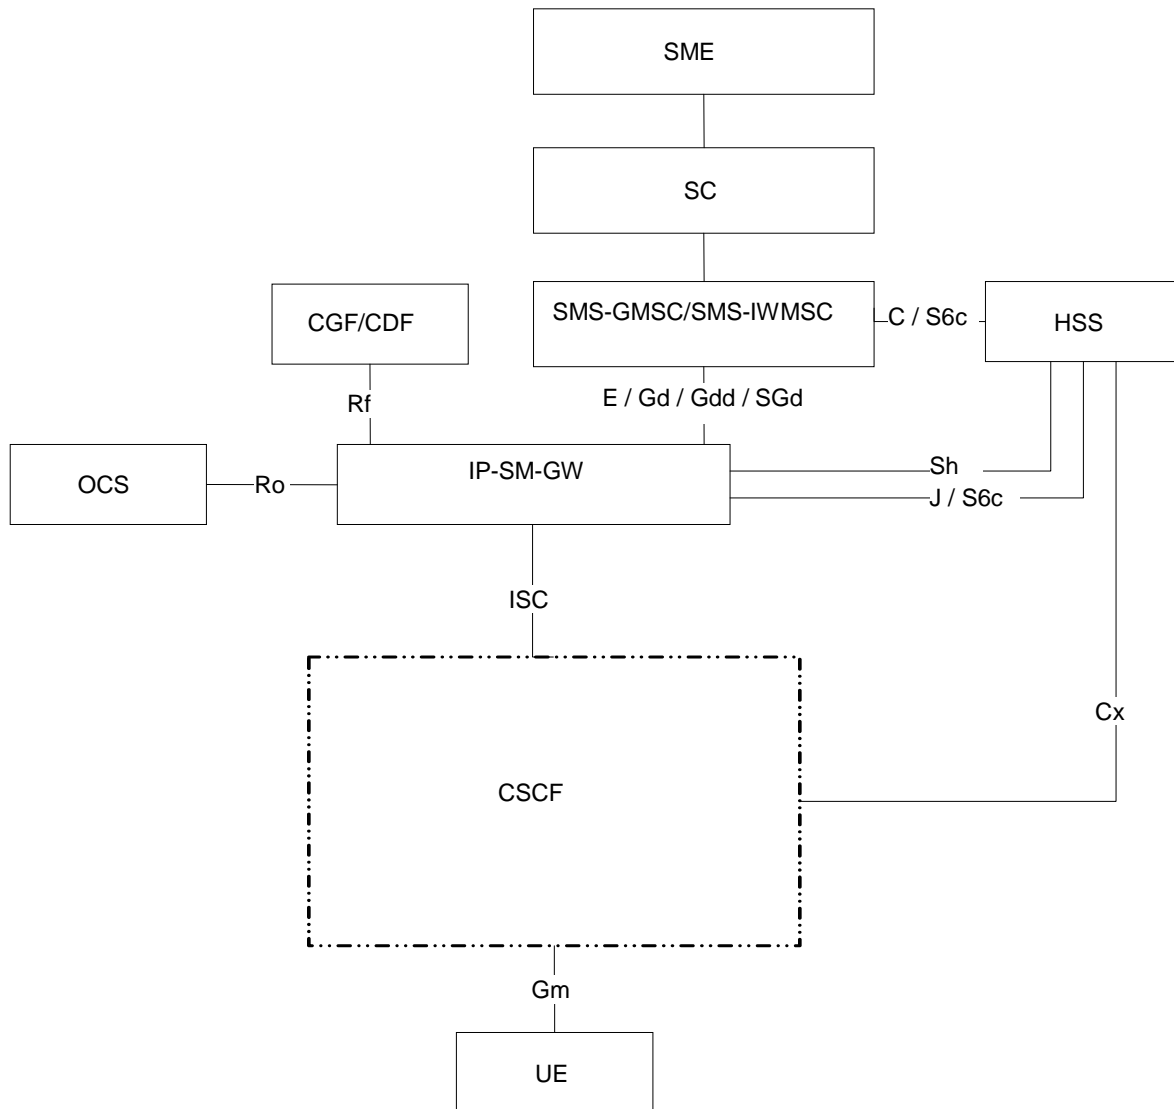 SME
SC
SMS-GMSC/SMS-IWMSC
C / S6c
HSS
CGF/CDF
Rf
E / Gd / Gdd / SGd
OCS
Ro
IP-SM-GW
Sh
J / S6c
ISC
Cx
CSCF
Gm
UE